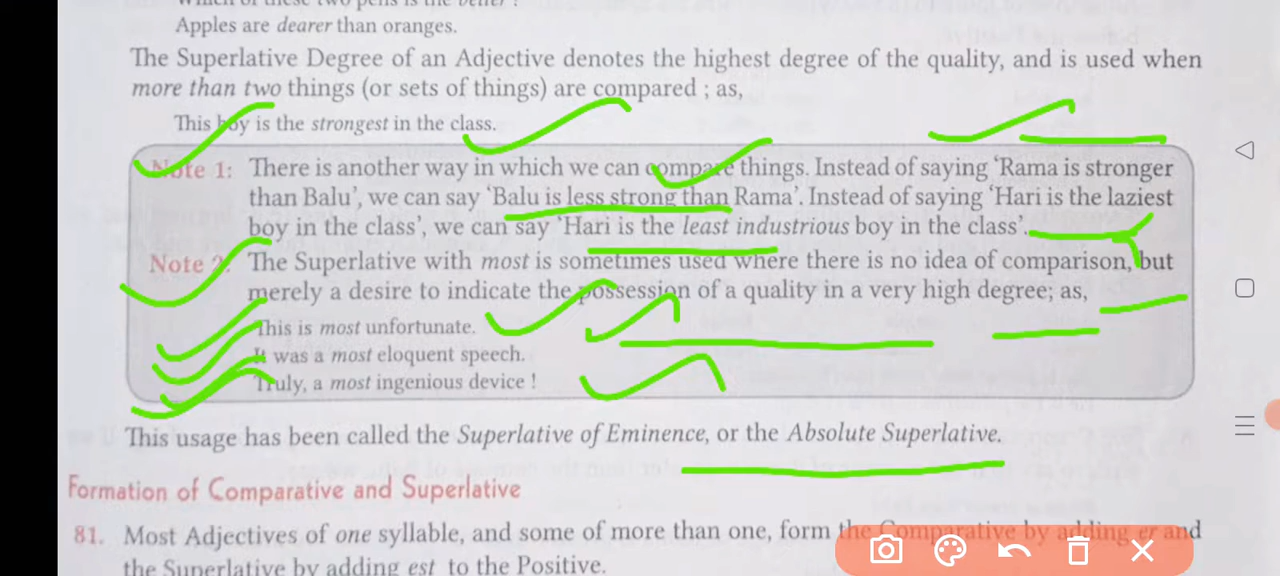 Which of these two pens is the better ?
Apples are dearer than oranges.
The Superlative Degree of an Adjective denotes the highest degree of the quality, and is used when
more than two things (or sets of things) are compared ; as,
This boy is the strongest in the class.
Note 1: There is another way in which we can compare things. Instead of saying ‘Rama is stronger
than Balu’, we can say ‘Balu is less strong than Rama’. Instead of saying ‘Hari is the laziest
boy in the class’, we can say ‘Hari is the least industrious boy in the class’.
Note 2: The Superlative with most is sometimes used where there is no idea of comparison, but
merely a desire to indicate the possession of a quality in a very high degree; as,
This is most unfortunate.
It was a most eloquent speech.
Truly, a most ingenious device !
This usage has been called the Superlative of Eminence, or the Absolute Superlative.
Formation of Comparative and Superlative
81. Most Adjectives of one syllable, and some of more than one, form the Comparative by adding er and
the Superlative by adding est to the Positive.